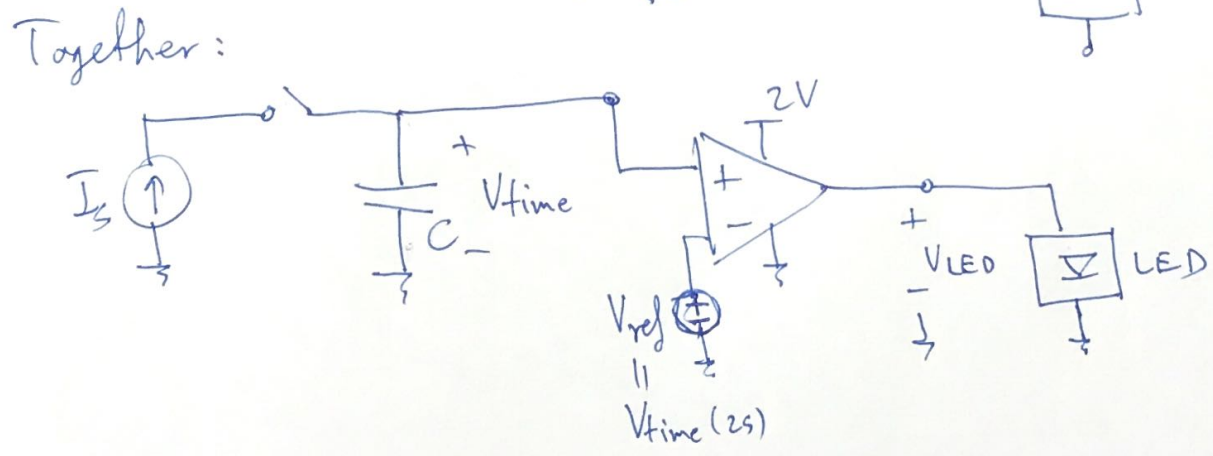 Together:
2V
Is
+
Vtime
C
-
+
-
+
VLED
-
LED
Vref
+
-
=
Vtime (2s)